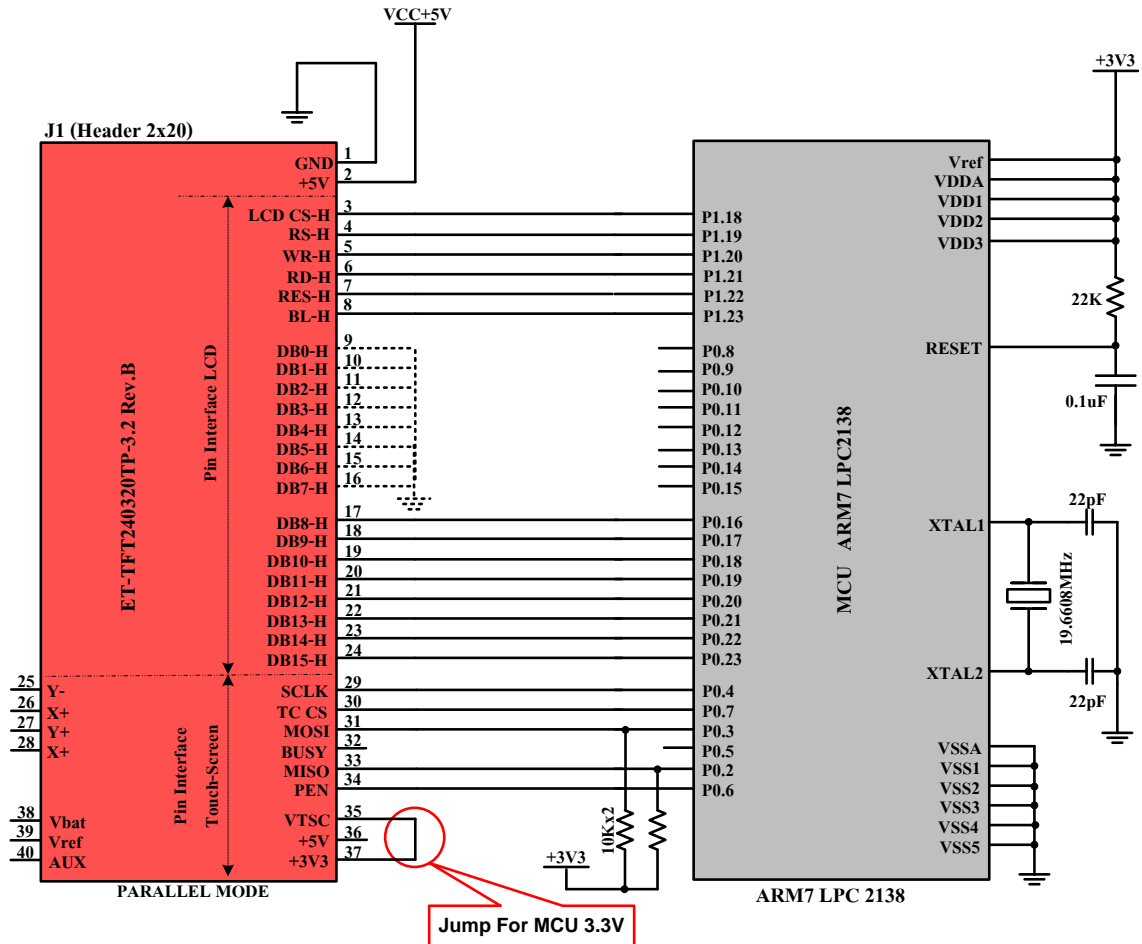 VCC+5V
+3V3
J1 (Header 2x20)
GND 1
+5V 2
LCD CS-H 3
RS-H 4
WR-H 5
RD-H 6
RES-H 7
BL-H 8
DB0-H 9
DB1-H 10
DB2-H 11
DB3-H 12
DB4-H 13
DB5-H 14
DB6-H 15
DB7-H 16
DB8-H 17
DB9-H 18
DB10-H 19
DB11-H 20
DB12-H 21
DB13-H 22
DB14-H 23
DB15-H 24
SCLK 29
TC CS 30
MOSI 31
BUSY 32
MISO 33
PEN 34
VTSC 35
+5V 36
+3V3 37
25 Y-
26 X+
27 Y+
28 X+
38 Vbat
39 Vref
40 AUX
ET-TFT240320TP-3.2 Rev.B
Pin Interface LCD
Pin Interface
Touch-Screen
PARALLEL MODE
Jump For MCU 3.3V
10Kx2
+3V3
P1.18
P1.19
P1.20
P1.21
P1.22
P1.23
P0.8
P0.9
P0.10
P0.11
P0.12
P0.13
P0.14
P0.15
P0.16
P0.17
P0.18
P0.19
P0.20
P0.21
P0.22
P0.23
P0.4
P0.7
P0.3
P0.5
P0.2
P0.6
MCU ARM7 LPC2138
Vref
VDDA
VDD1
VDD2
VDD3
RESET
XTAL1
XTAL2
VSSA
VSS1
VSS2
VSS3
VSS4
VSS5
22K
0.1uF
22pF
19.6608MHz
22pF
ARM7 LPC 2138